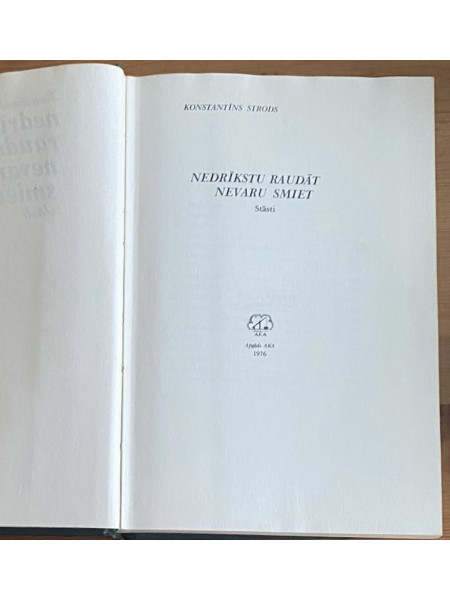 KONSTANTĪNS STRODS
NEDRĪKSTU RAUDĀT
NEVARU SMIET
Stāsti
AKA
Apgāds AKA
1976